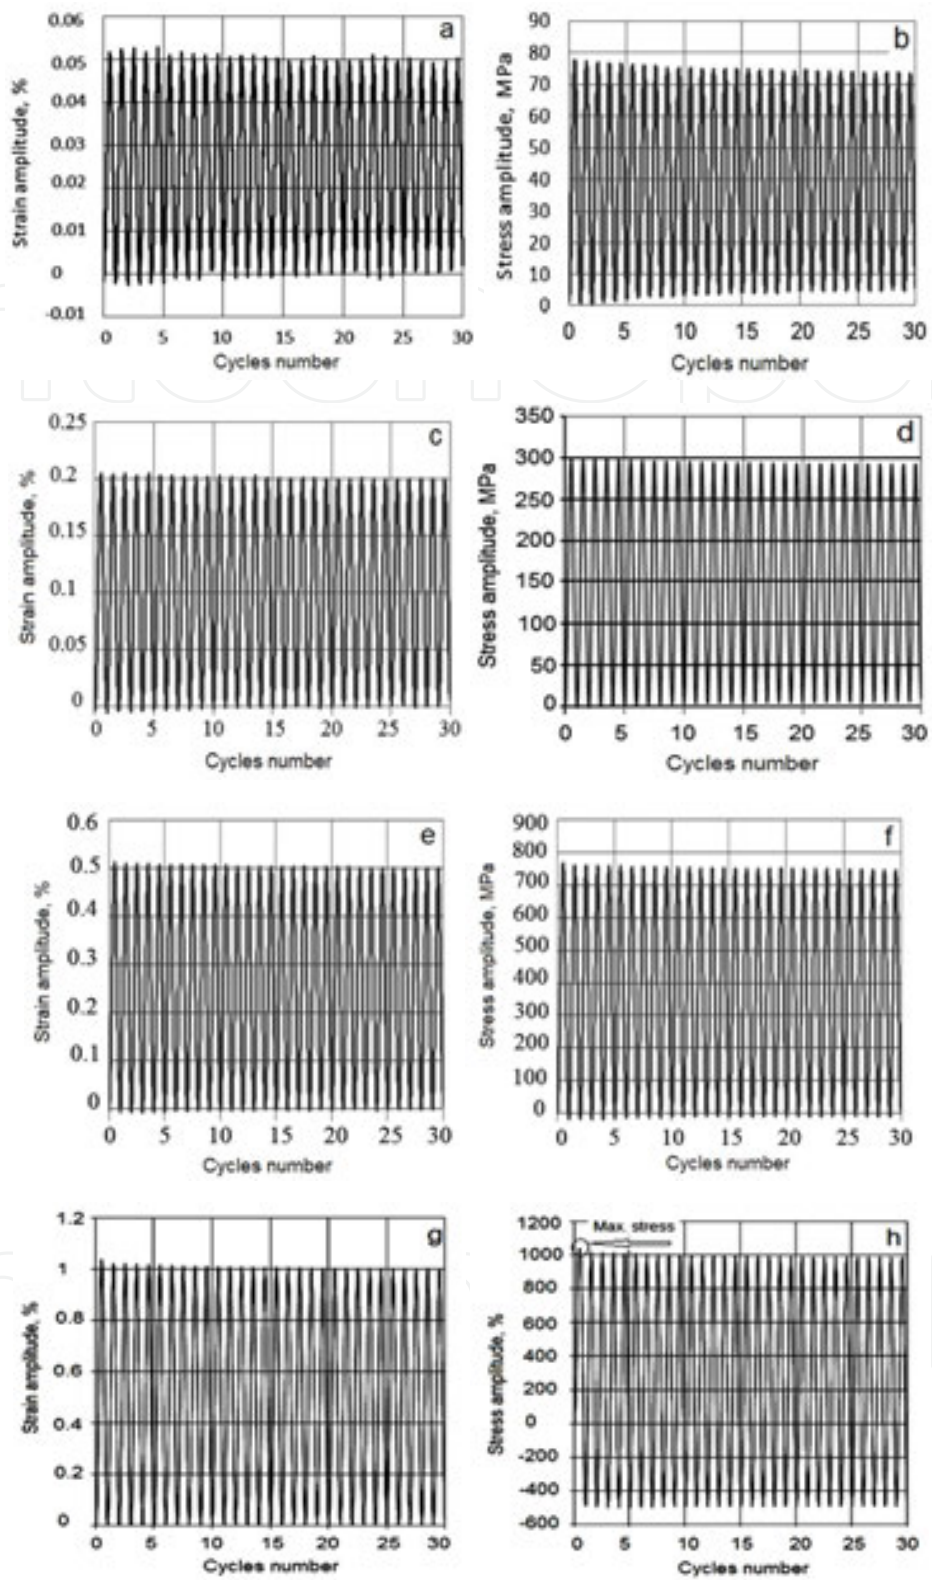 a
0.06
0.05
0.04
0.03
0.02
0.01
0
-0.01
Strain amplitude, %
0 5 10 15 20 25 30
Cycles number
b
90
80
70
60
50
40
30
20
10
0
Stress amplitude, MPa
0 5 10 15 20 25 30
Cycles number
c
0.25
0.2
0.15
0.1
0.05
0
Strain amplitude, %
0 5 10 15 20 25 30
Cycles number
d
350
300
250
200
150
100
50
0
Stress amplitude, MPa
0 5 10 15 20 25 30
Cycles number
e
0.6
0.5
0.4
0.3
0.2
0.1
0
Strain amplitude, %
0 5 10 15 20 25 30
Cycles number
f
900
800
700
600
500
400
300
200
100
0
Stress amplitude, MPa
0 5 10 15 20 25 30
Cycles number
g
1.2
1
0.8
0.6
0.4
0.2
0
Strain amplitude, %
0 5 10 15 20 25 30
Cycles number
h
Max. stress
1200
1000
800
600
400
200
0
-200
-400
-600
Stress amplitude, %
0 5 10 15 20 25 30
Cycles number